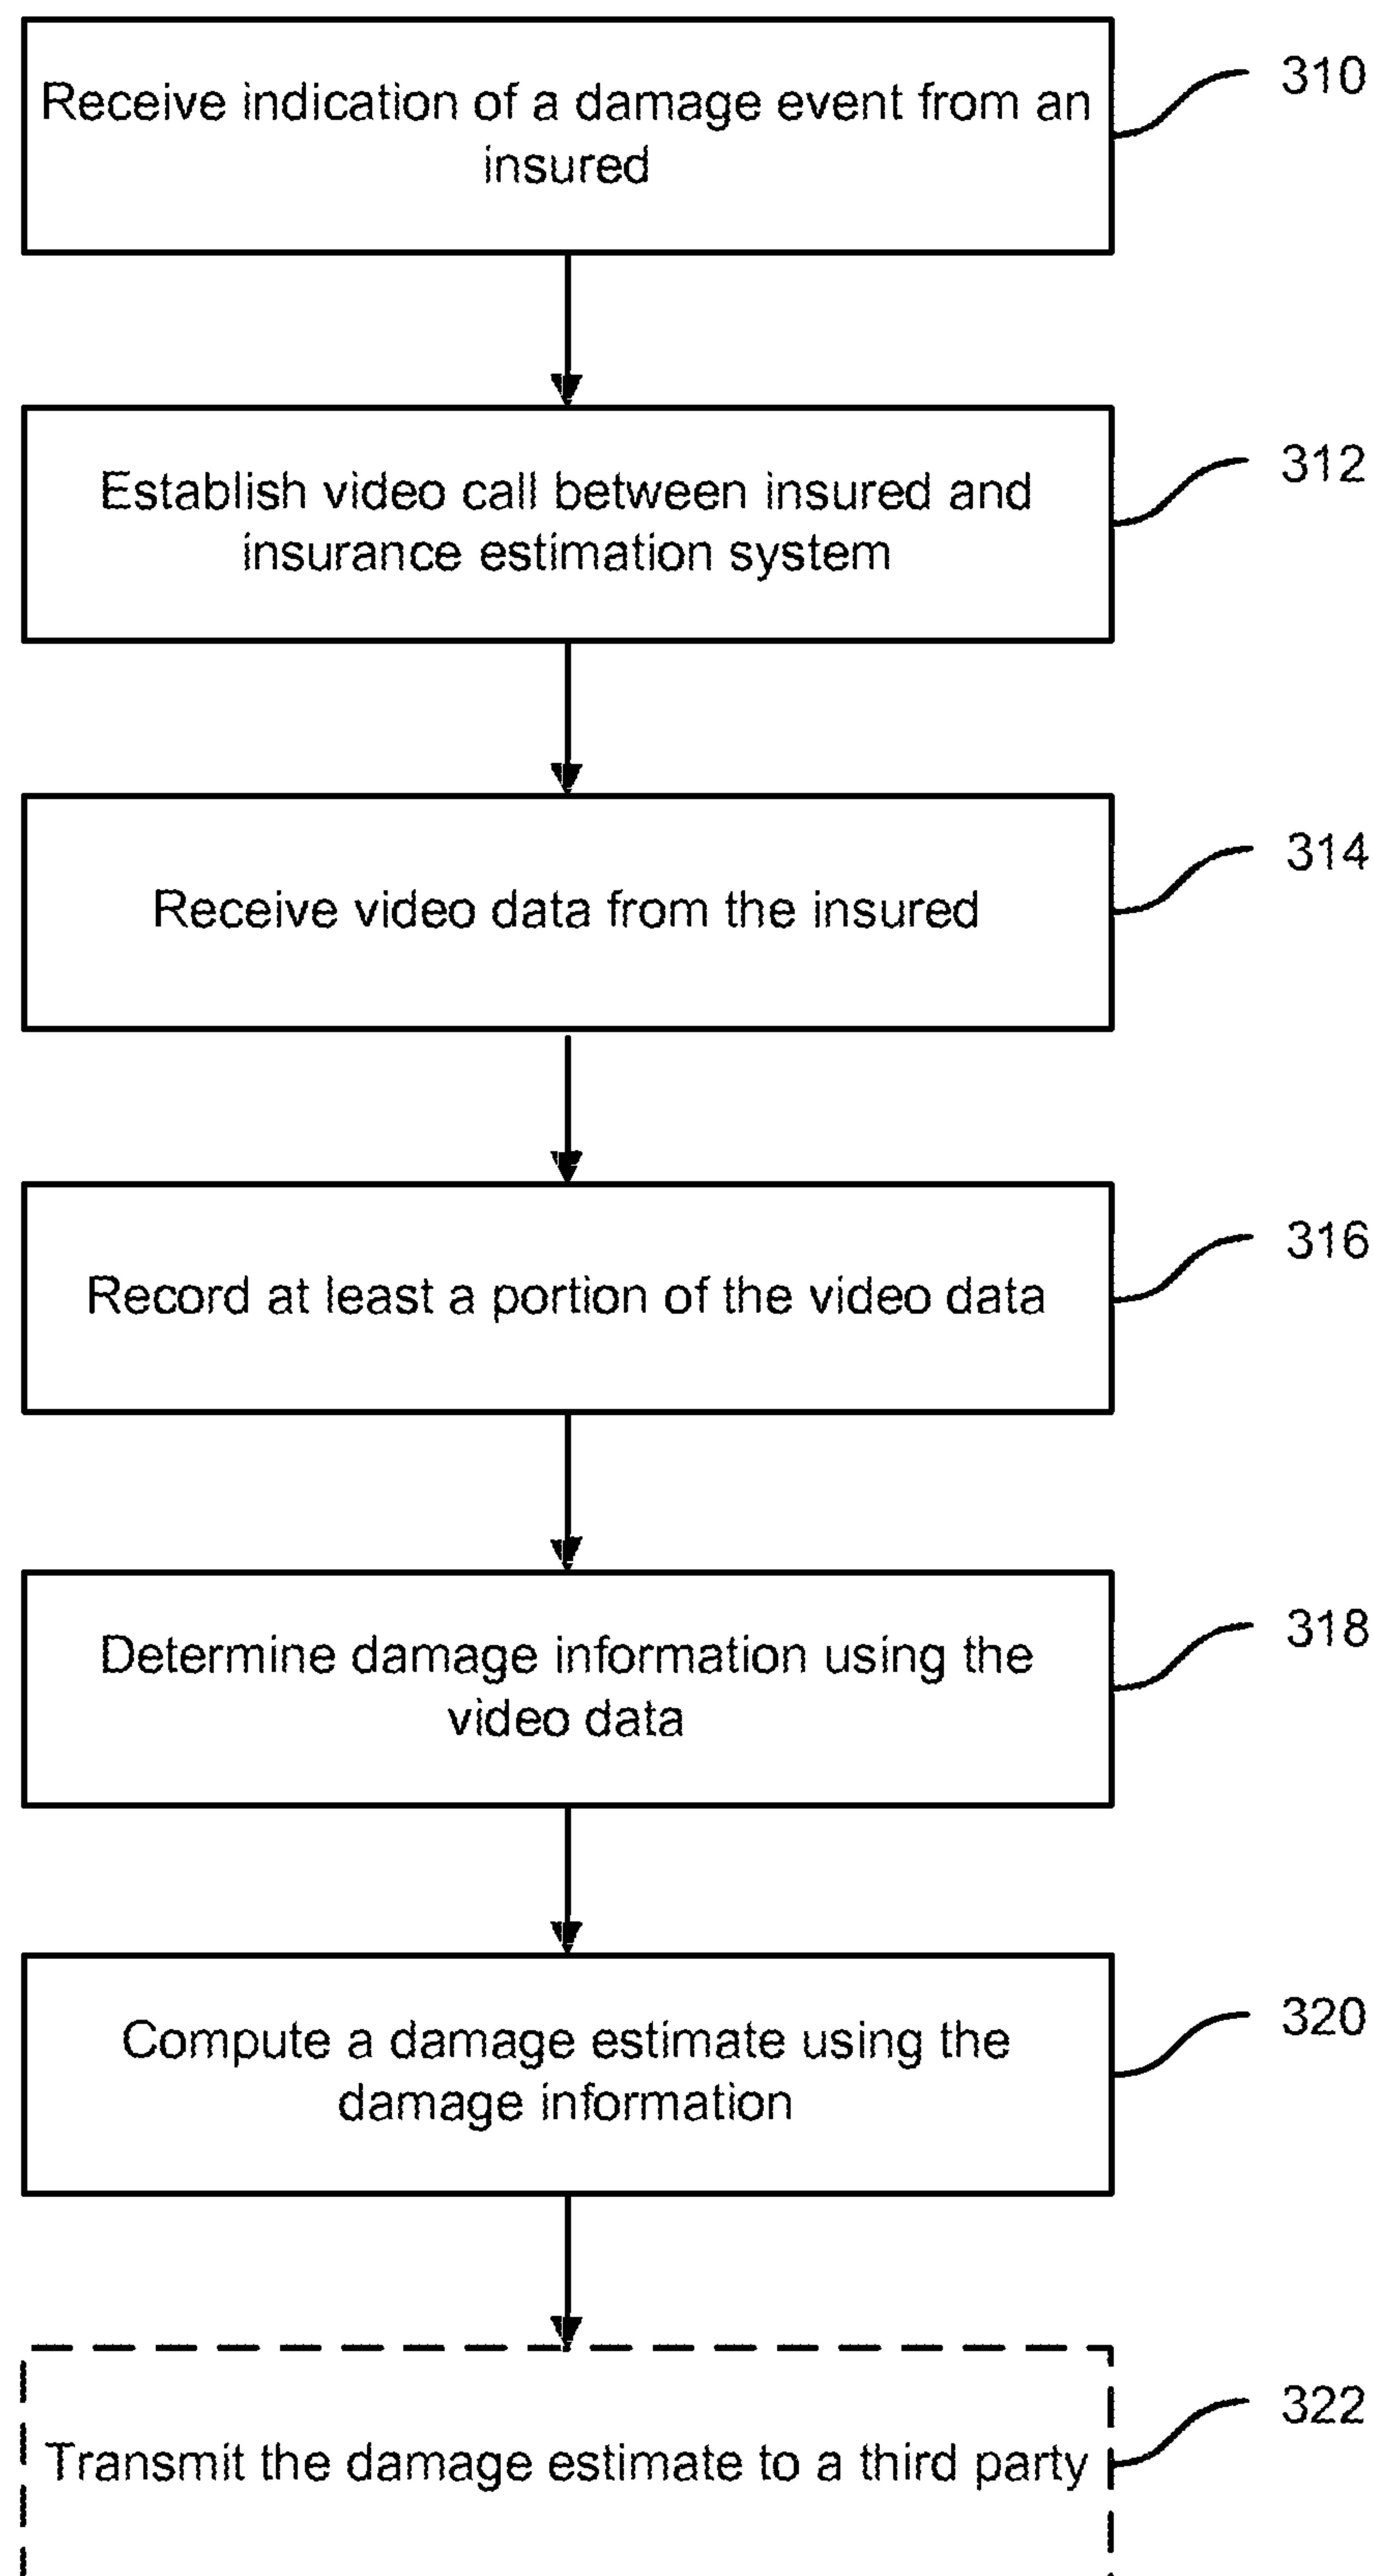 Receive indication of a damage event from an
insured
310
Establish video call between insured and
insurance estimation system
312
Receive video data from the insured
314
Record at least a portion of the video data
316
Determine damage information using the
video data
318
Compute a damage estimate using the
damage information
320
Transmit the damage estimate to a third party
322